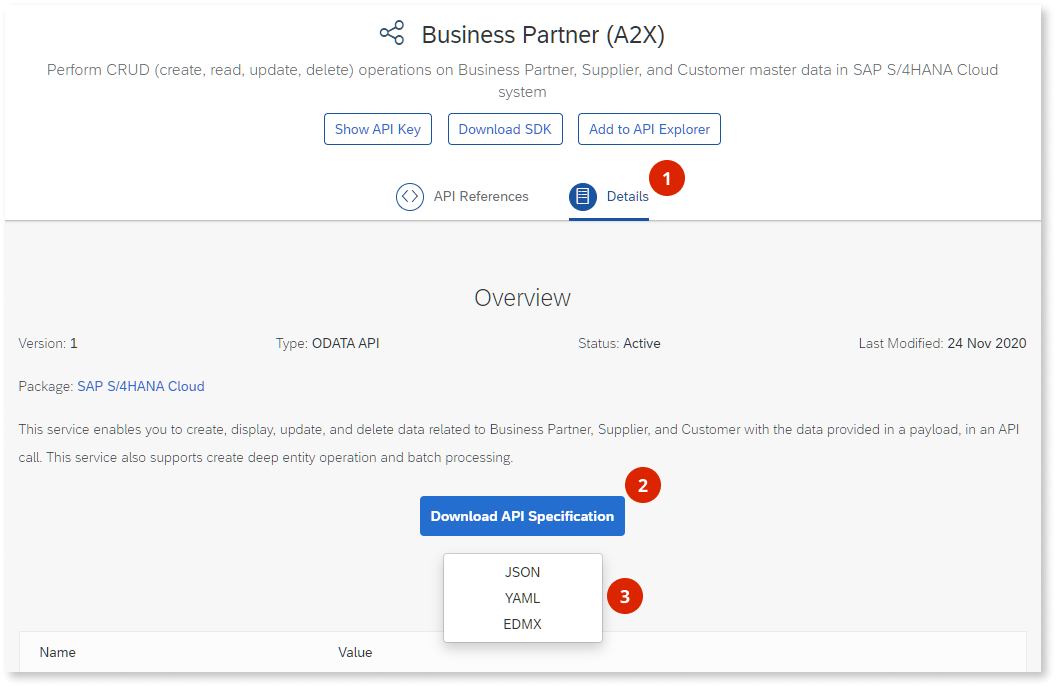 Business Partner (A2X)
Perform CRUD (create, read, update, delete) operations on Business Partner, Supplier, and Customer master data in SAP S/4HANA Cloud
system
Show API Key
Download SDK
Add to API Explorer
API References
Details
1
Overview
Version: 1
Type: ODATA API
Status: Active
Last Modified: 24 Nov 2020
Package: SAP S/4HANA Cloud
This service enables you to create, display, update, and delete data related to Business Partner, Supplier, and Customer with the data provided in a payload, in an API
call. This service also supports create deep entity operation and batch processing.
2
Download API Specification
JSON
YAML
EDMX
3
Name
Value